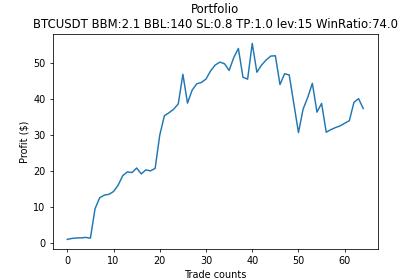 Portfolio
BTCUSDT BBM:2.1 BBL:140 SL:0.8 TP:1.0 lev:15 WinRatio:74.0
50
40
30
20
10
0
Profit ($)
0 10 20 30 40 50 60
Trade counts